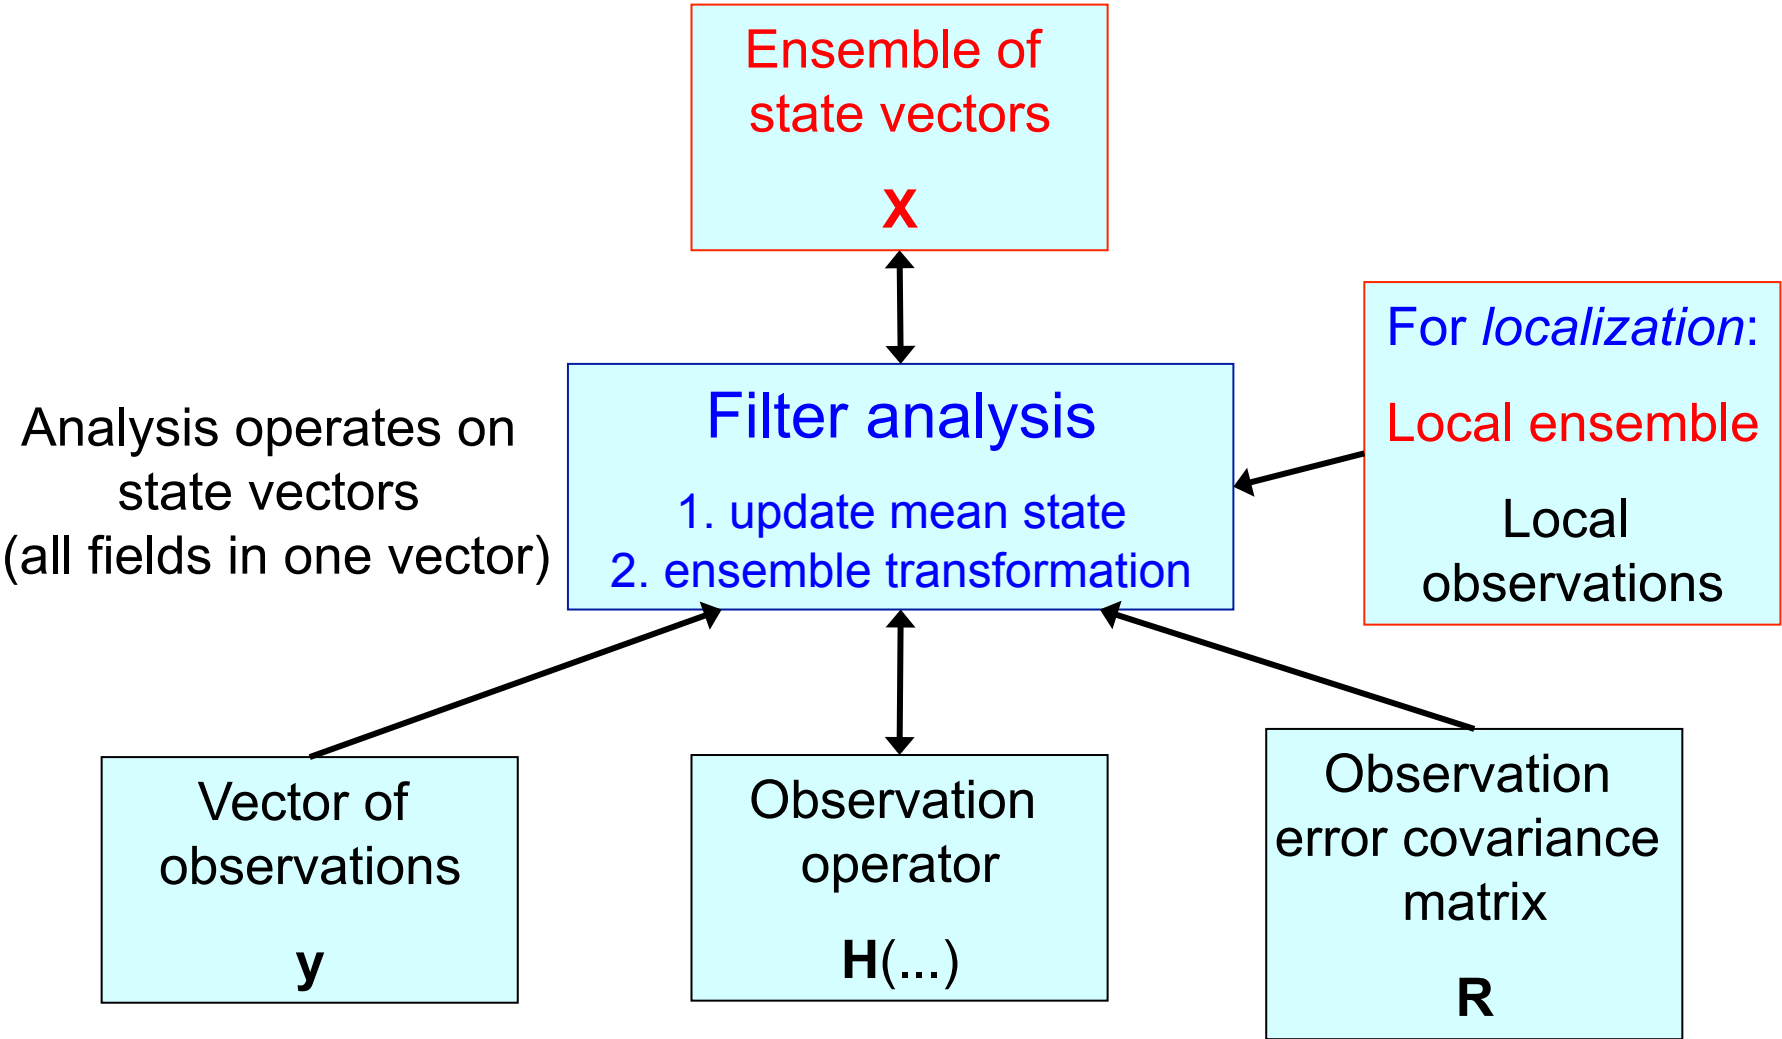 Ensemble of
state vectors
X
For localization:
Local ensemble
Local
observations
Analysis operates on
state vectors
(all fields in one vector)
Filter analysis
1. update mean state
2. ensemble transformation
Vector of
observations
y
Observation
operator
H(...)
Observation
error covariance
matrix
R